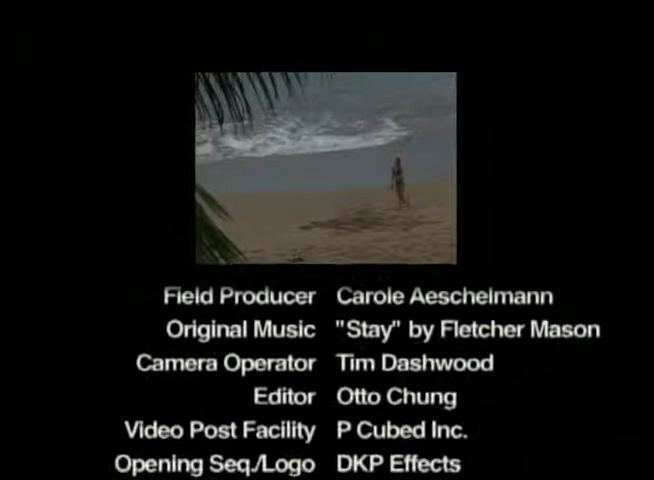 Field Producer Carole Aeschelmann
Original Music "Stay" by Fletcher Mason
Camera Operator Tim Dashwood
Editor Otto Chung
Video Post Facility P Cubed Inc.
Opening Seq./Logo DKP Effects